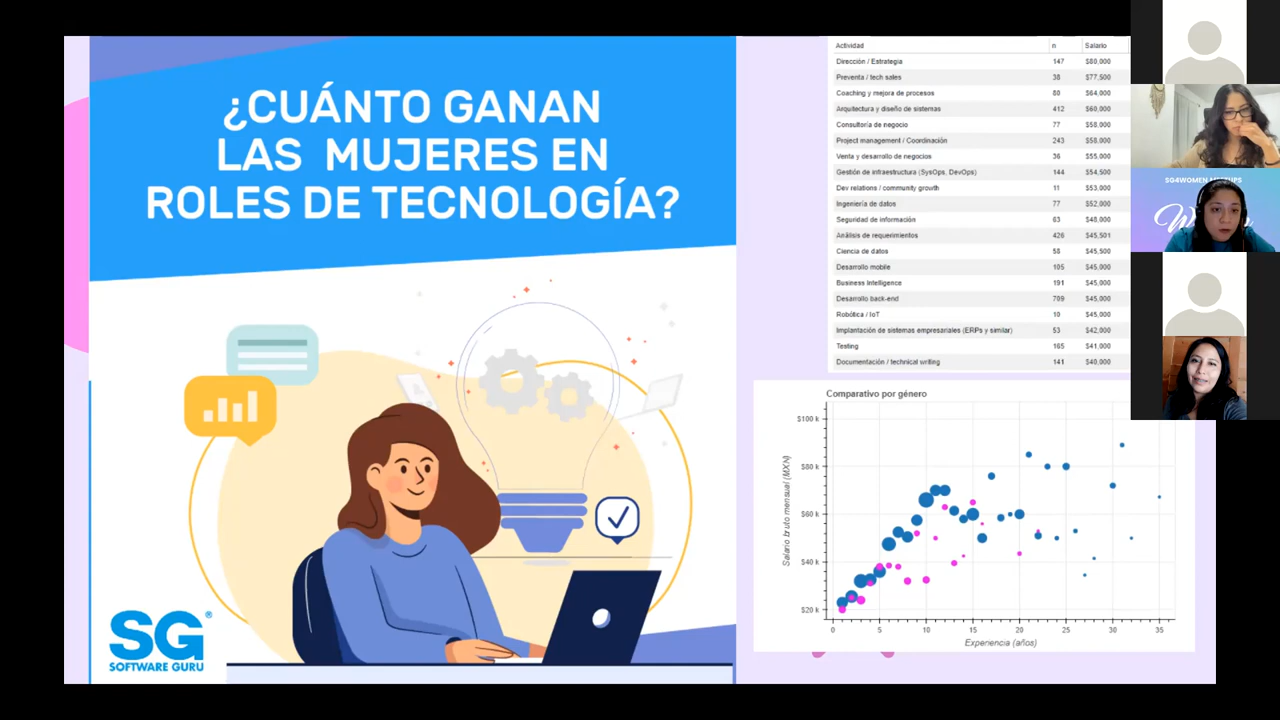 ¿CUÁNTO GANAN
LAS MUJERES EN
ROLES DE TECNOLOGÍA?
SG®
SOFTWARE GURU
Actividad n Salario
Dirección / Estrategia 147 $80,000
Preventa / tech sales 38 $77,500
Coaching y mejora de procesos 80 $64,000
Arquitectura y diseño de sistemas 412 $60,000
Consultoría de negocio 77 $58,000
Project management / Coordinación 243 $58,000
Venta y desarrollo de negocios 36 $55,000
Gestión de infraestructura (SysOps, DevOps) 144 $54,500
Dev relations / community growth 11 $53,000
Ingeniería de datos 77 $52,000
Seguridad de información 63 $48,000
Análisis de requerimientos 426 $45,501
Ciencia de datos 58 $45,500
Desarrollo mobile 105 $45,000
Business Intelligence 191 $45,000
Desarrollo back-end 709 $45,000
Robótica / IoT 10 $45,000
Implantación de sistemas empresariales (ERPs y similar) 53 $42,000
Testing 165 $41,000
Documentación / technical writing 141 $40,000
Comparativo por género
Salario bruto mensual (MXN)
$100 k
$80 k
$60 k
$40 k
$20 k
0 5 10 15 20 25 30 35
Experiencia (años)
SG4WOMEN MEETUPS